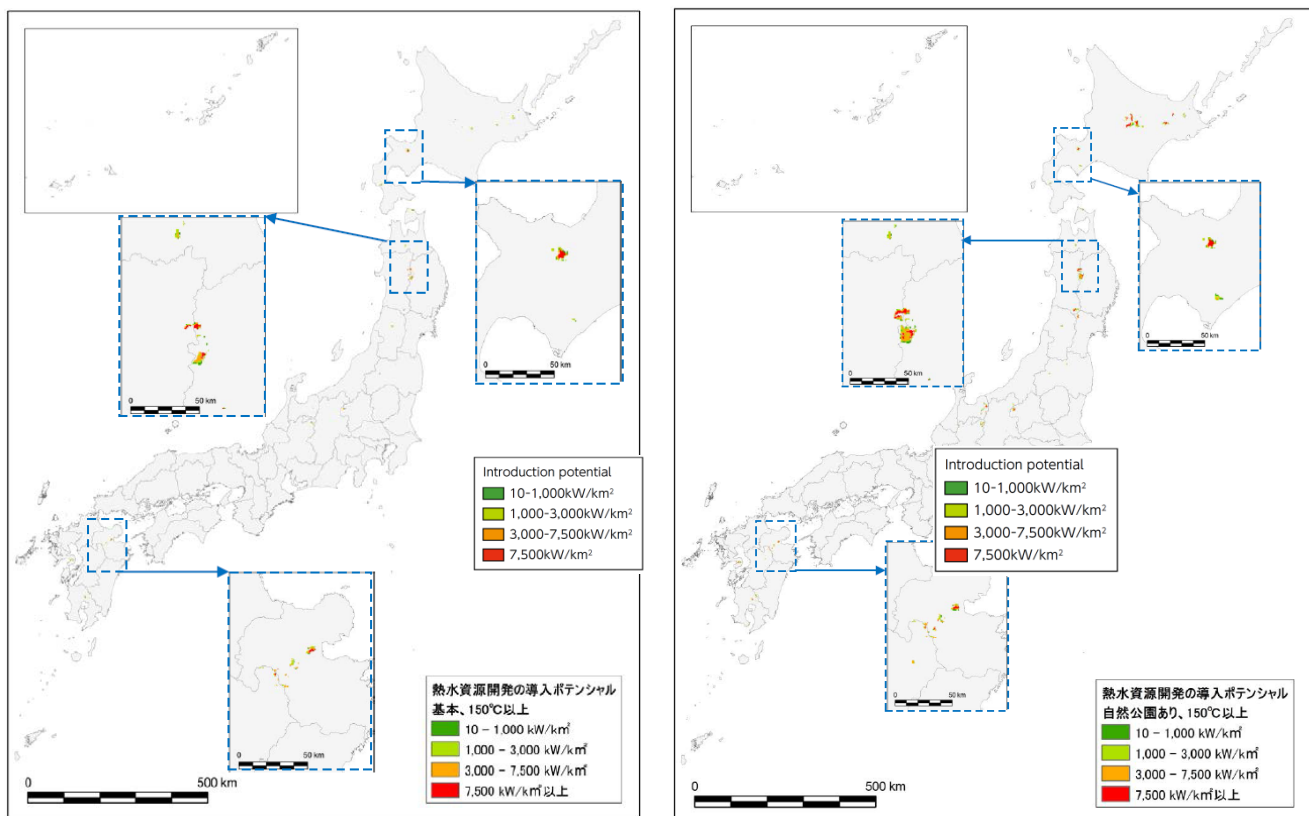 0 50 km
0 50 km
Introduction potential
10-1,000kW/km²
1,000-3,000kW/km²
3,000-7,500kW/km²
7,500kW/km²
0 50 km
熱水資源開発の導入ポテンシャル
基本、150℃以上
10 – 1,000 kW/k㎡
1,000 – 3,000 kW/k㎡
3,000 – 7,500 kW/k㎡
7,500 kW/k㎡以上
0 500 km
0 50 km
0 50 km
Introduction potential
10-1,000kW/km²
1,000-3,000kW/km²
3,000-7,500kW/km²
7,500kW/km²
0 50 km
熱水資源開発の導入ポテンシャル
自然公園あり、150℃以上
10 – 1,000 kW/k㎡
1,000 – 3,000 kW/k㎡
3,000 – 7,500 kW/k㎡
7,500 kW/k㎡以上
0 500 km